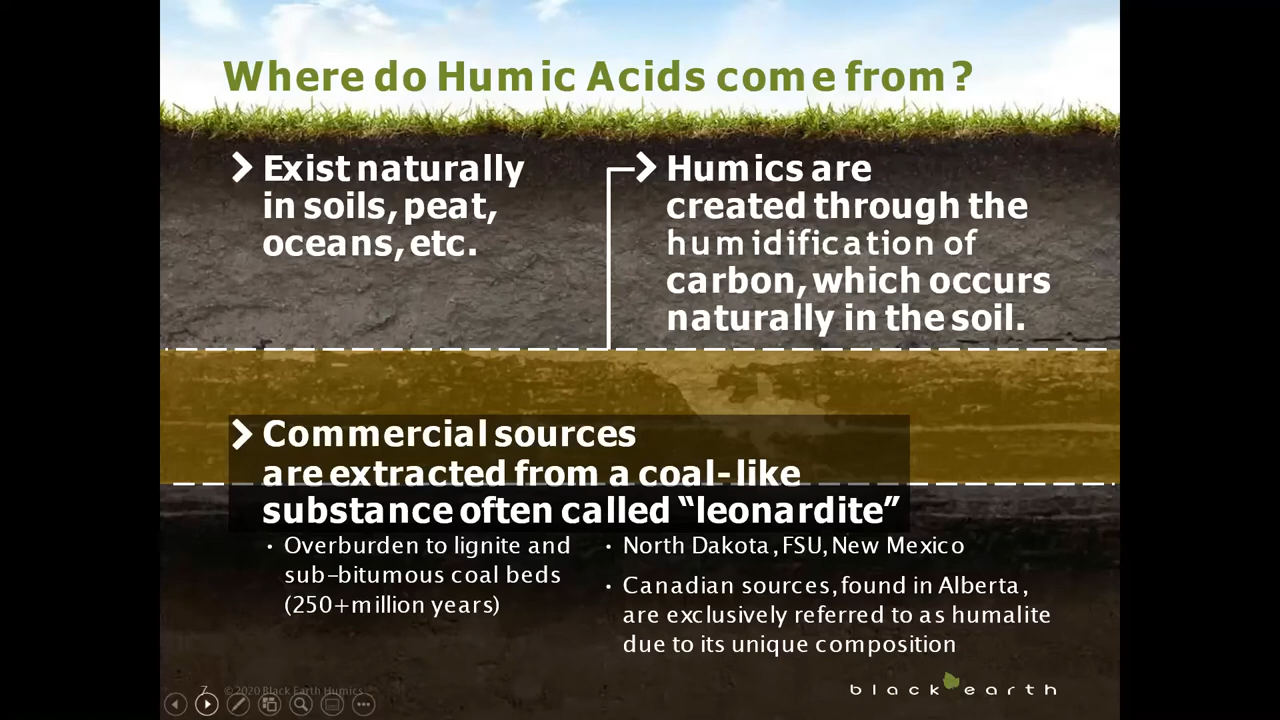 Where do Humic Acids come from?
Exist naturally
in soils, peat,
oceans, etc.
Humics are
created through the
humidification of
carbon, which occurs
naturally in the soil.
Commercial sources
are extracted from a coal-like
substance often called “leonardite”
• Overburden to lignite and
sub-bitumous coal beds
(250+million years)
• North Dakota, FSU, New Mexico
• Canadian sources, found in Alberta,
are exclusively referred to as humalite
due to its unique composition
7 ©2020 Black Earth Humics
black earth